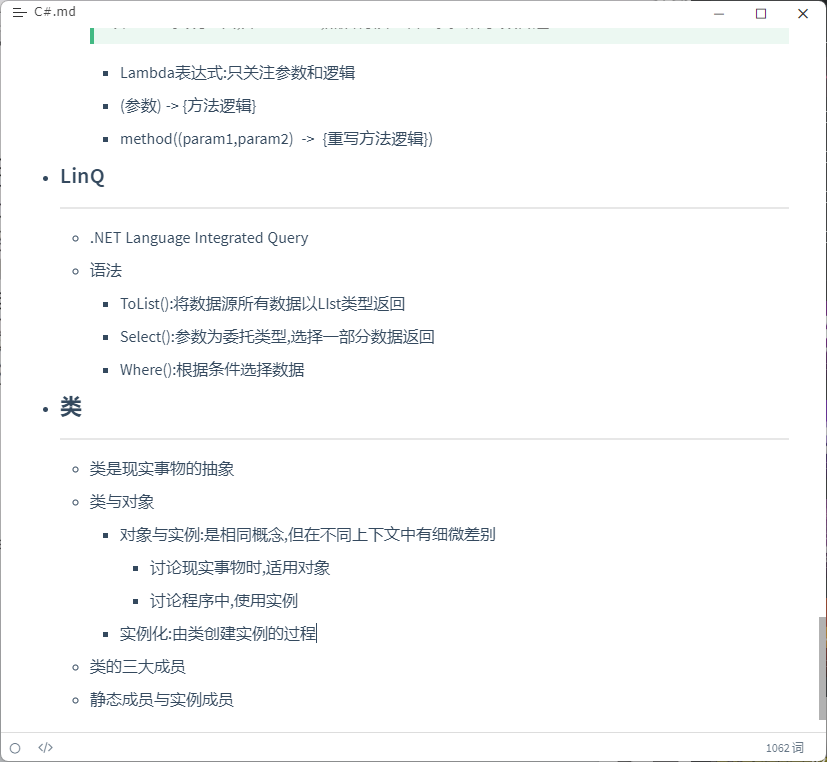 C#.md
Lambda表达式:只关注参数和逻辑
(参数) -> {方法逻辑}
method((param1,param2) -> {重写方法逻辑})
LinQ
.NET Language Integrated Query
语法
ToList():将数据源所有数据以LIst类型返回
Select():参数为委托类型,选择一部分数据返回
Where():根据条件选择数据
类
类是现实事物的抽象
类与对象
对象与实例:是相同概念,但在不同上下文中有细微差别
讨论现实事物时,适用对象
讨论程序中,使用实例
实例化:由类创建实例的过程
类的三大成员
静态成员与实例成员
1062 词